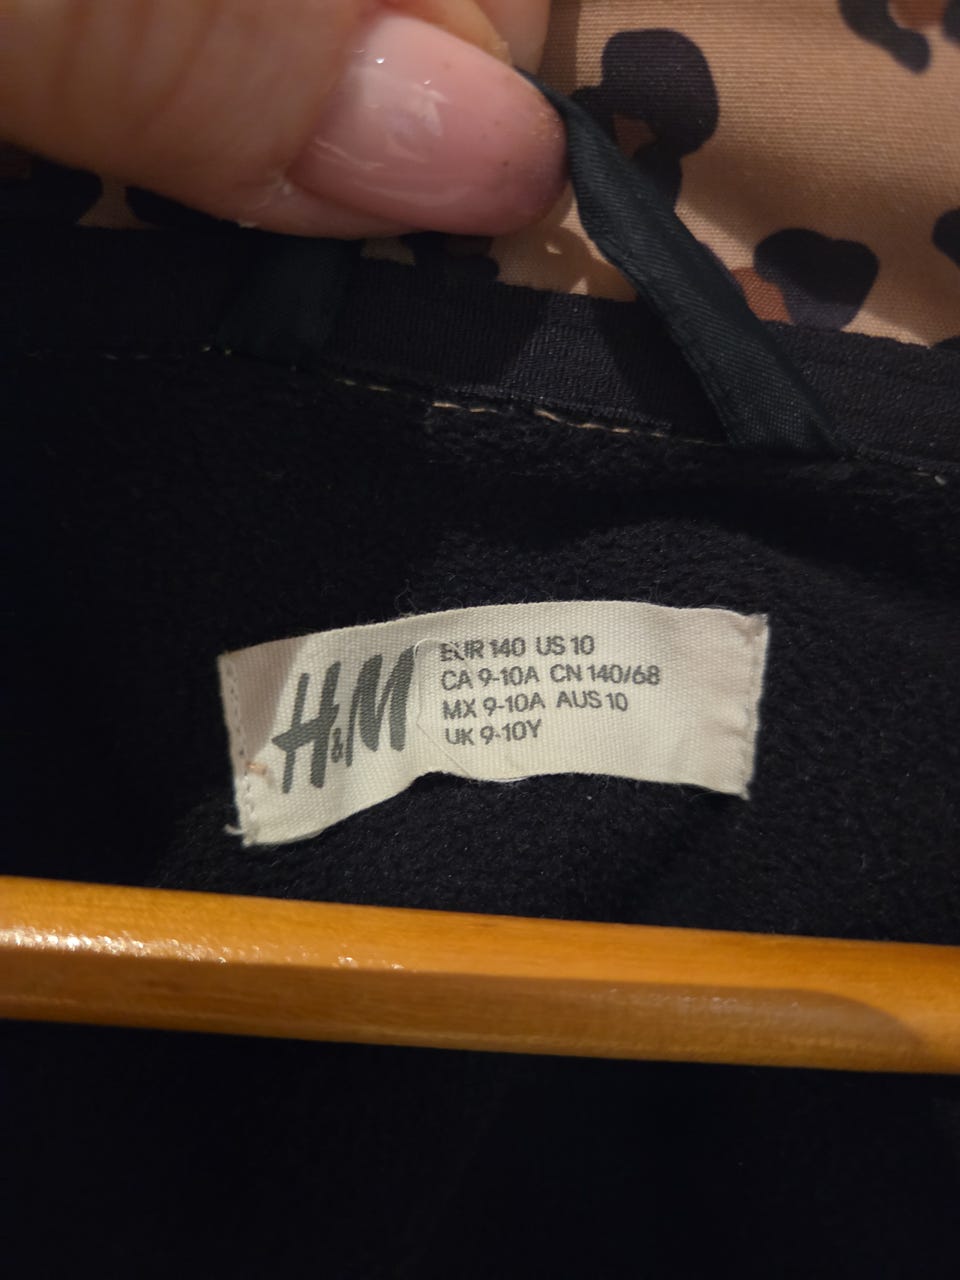 H&M
EUR 140 US 10
CA 9-10A CN 140/68
MX 9-10A AUS 10
UK 9-10Y